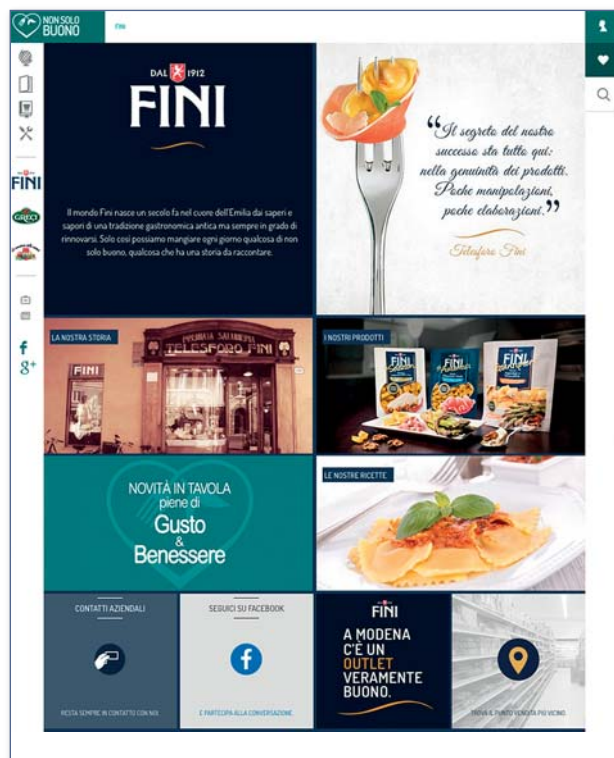 NON SOLO
BUONO
FINI
DAL 1912
FINI
Il mondo Fini nasce un secolo fa nel cuore dell'Emilia dai saperi e
sapori di una tradizione gastronomica antica ma sempre in grado di
rinnovarsi. Solo così possiamo mangiare ogni giorno qualcosa di non
solo buono, qualcosa che ha una storia da raccontare.
“Il segreto del nostro
successo sta tutto qui:
nella genuinità dei prodotti.
Poche manipolazioni,
poche elaborazioni.”
Telesforo Fini
FINI
GRECI
f
g+
LA NOSTRA STORIA
PREMIATA SALUMERIA
TELESFORO FINI
FINI
I NOSTRI PRODOTTI
FINI
FINI
FINI
NOVITÀ IN TAVOLA
piene di
Gusto
&
Benessere
LE NOSTRE RICETTE
CONTATTI AZIENDALI
RESTA SEMPRE IN CONTATTO CON NOI.
SEGUICI SU FACEBOOK
f
E PARTECIPA ALLA CONVERSAZIONE.
FINI
A MODENA
C'È UN
OUTLET
VERAMENTE
BUONO.
TROVA IL PUNTO VENDITA PIÙ VICINO.